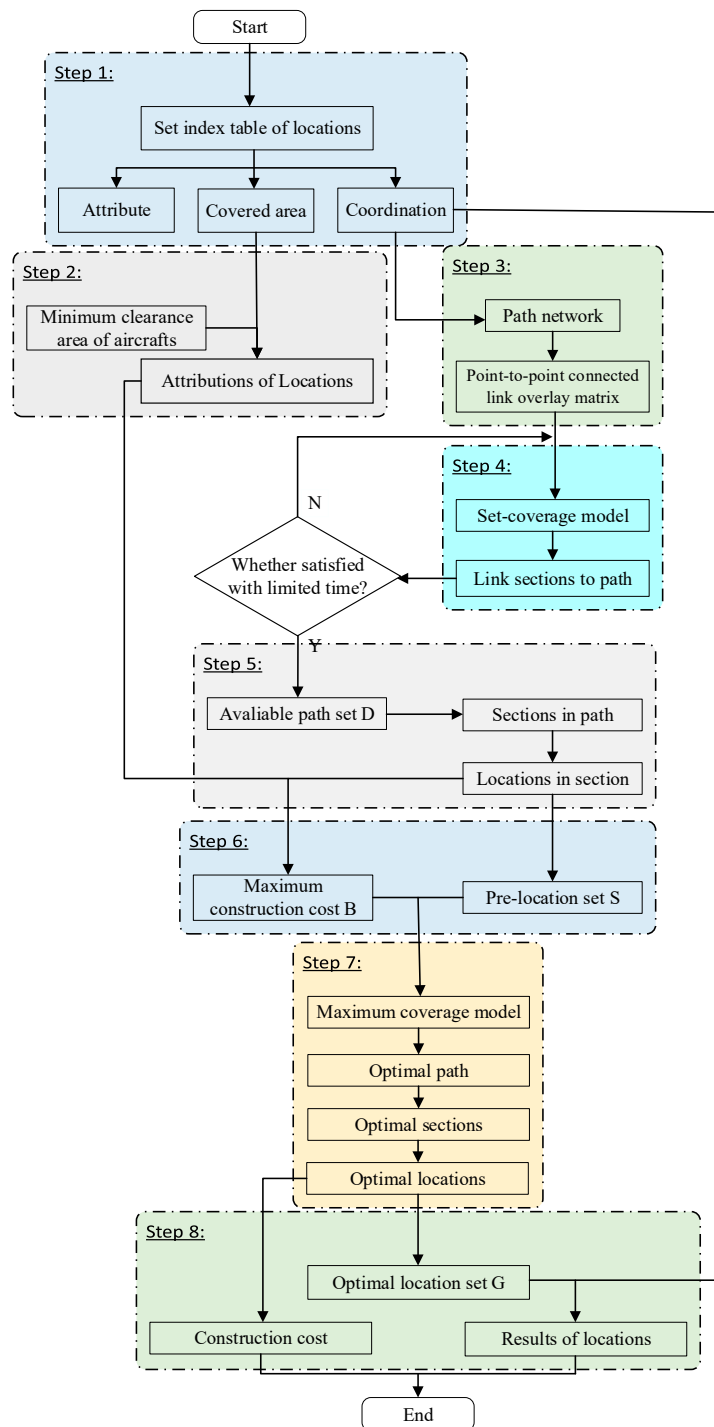 Start
Step 1:
Set index table of locations
Attribute
Covered area
Coordination
Step 2:
Minimum clearance
area of aircrafts
Attributions of Locations
Step 3:
Path network
Point-to-point connected
link overlay matrix
Step 4:
Set-coverage model
Link sections to path
N
Whether satisfied
with limited time?
Y
Step 5:
Avaliable path set D
Sections in path
Locations in section
Step 6:
Maximum
construction cost B
Pre-location set S
Step 7:
Maximum coverage model
Optimal path
Optimal sections
Optimal locations
Step 8:
Optimal location set G
Construction cost
Results of locations
End